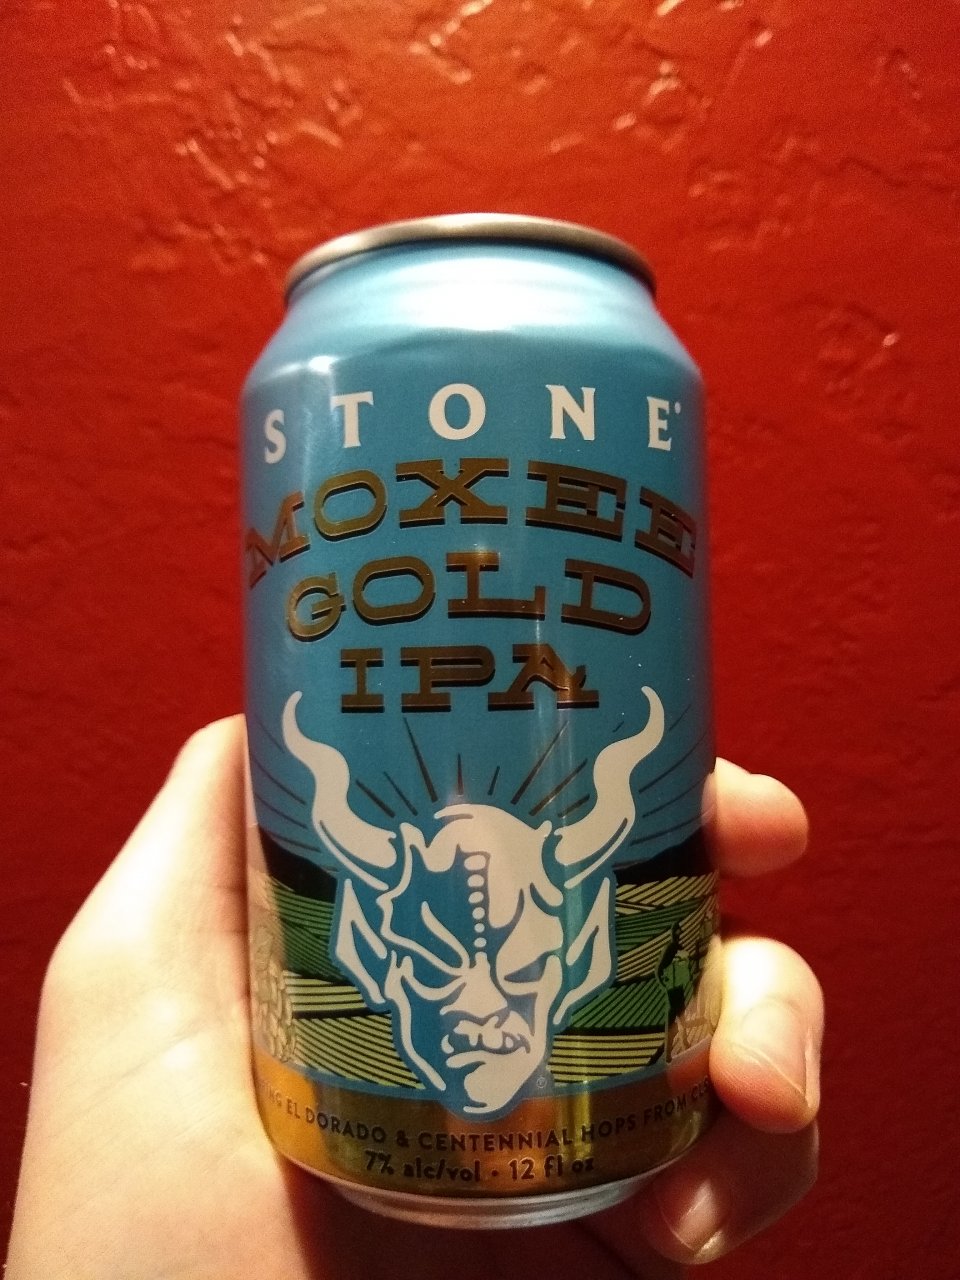 STONE®
MOXEE
GOLD
IPA
EL DORADO & CENTENNIAL HOPS FROM
7% alc/vol · 12 fl oz